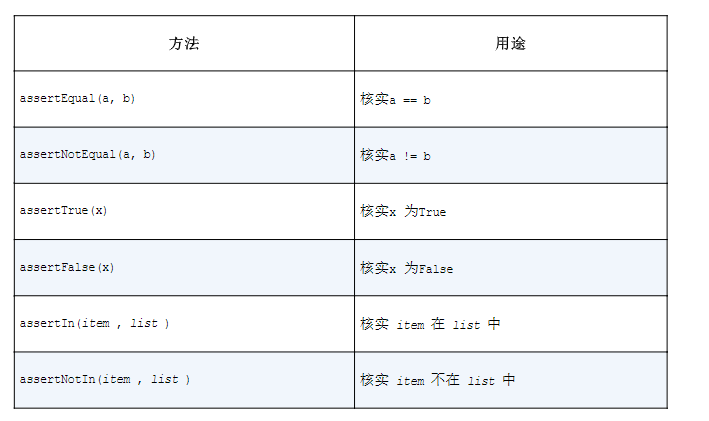 方法 用途
assertEqual(a, b) 核实a == b
assertNotEqual(a, b) 核实a != b
assertTrue(x) 核实x 为True
assertFalse(x) 核实x 为False
assertIn(item , list ) 核实 item 在 list 中
assertNotIn(item , list ) 核实 item 不在 list 中